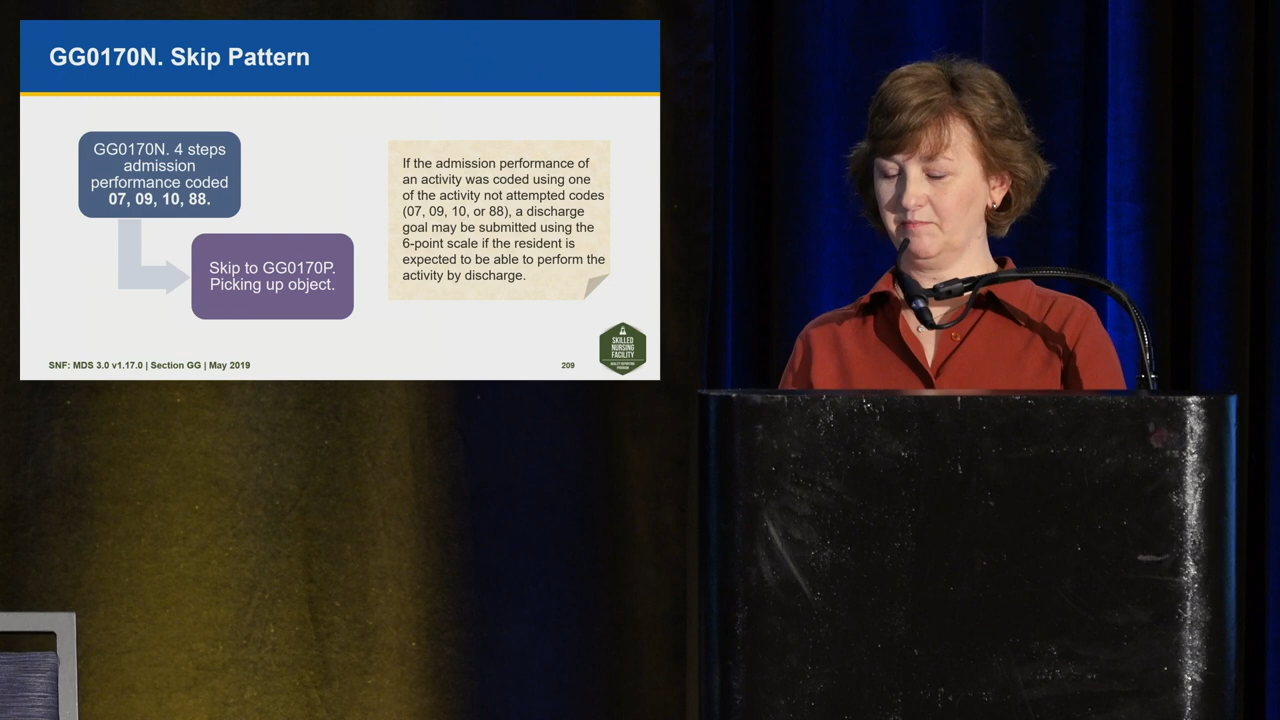 GG0170N. Skip Pattern
GG0170N. 4 steps
admission
performance coded
07, 09, 10, 88.
Skip to GG0170P.
Picking up object.
If the admission performance of
an activity was coded using one
of the activity not attempted codes
(07, 09, 10, or 88), a discharge
goal may be submitted using the
6-point scale if the resident is
expected to be able to perform the
activity by discharge.
SKILLED
NURSING
FACILITY
QUALITY REPORTING
PROGRAM
SNF: MDS 3.0 v1.17.0 | Section GG | May 2019
209